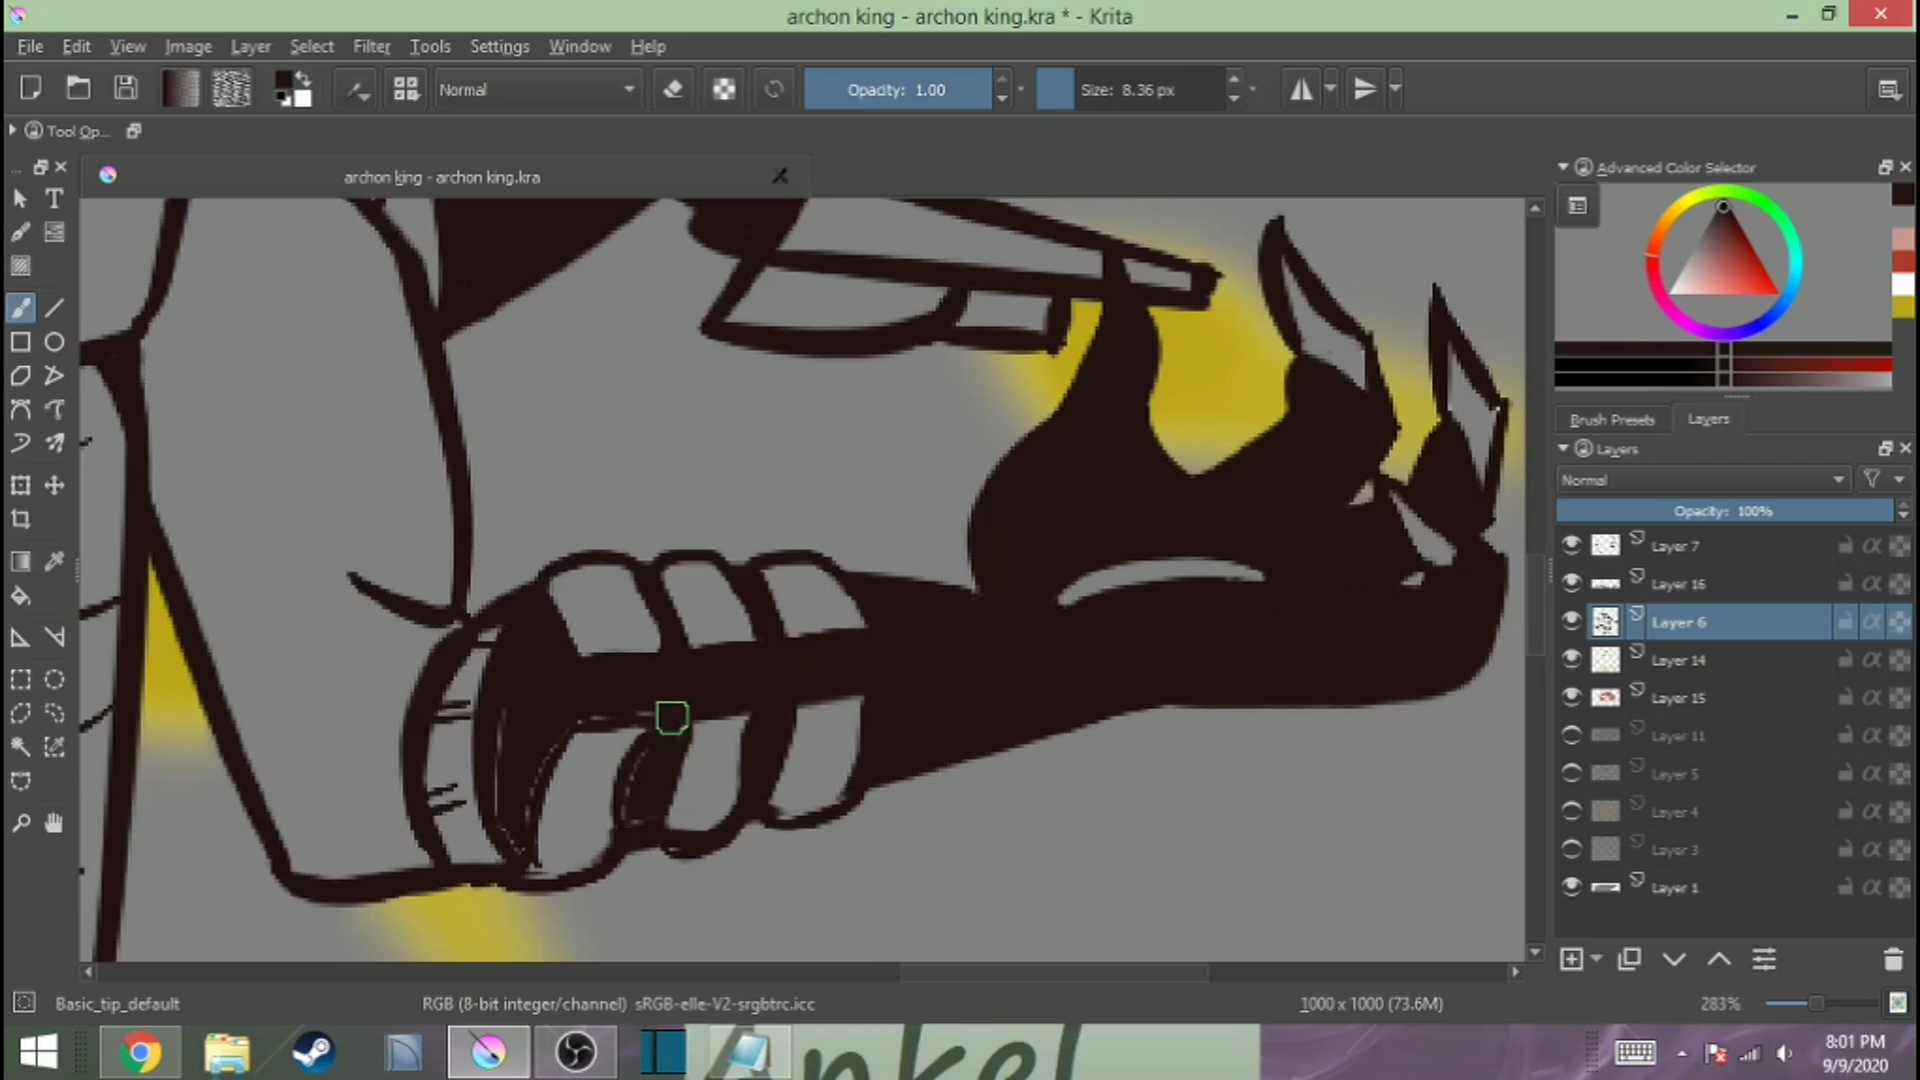 archon king - archon king.kra * - Krita
File Edit View Image Layer Select Filter Tools Settings Window Help
Normal Opacity: 1.00 Size: 8.36 px
Tool Op...
archon king - archon king.kra
Advanced Color Selector
Brush Presets Layers
Layers
Normal
Opacity: 100%
Layer 7
Layer 16
Layer 6
Layer 14
Layer 15
Layer 11
Layer 5
Layer 4
Layer 3
Layer 1
Basic_tip_default RGB (8-bit integer/channel) sRGB-elle-V2-srgbtrc.icc 1000 x 1000 (73.6M) 283%
8:01 PM
9/9/2020